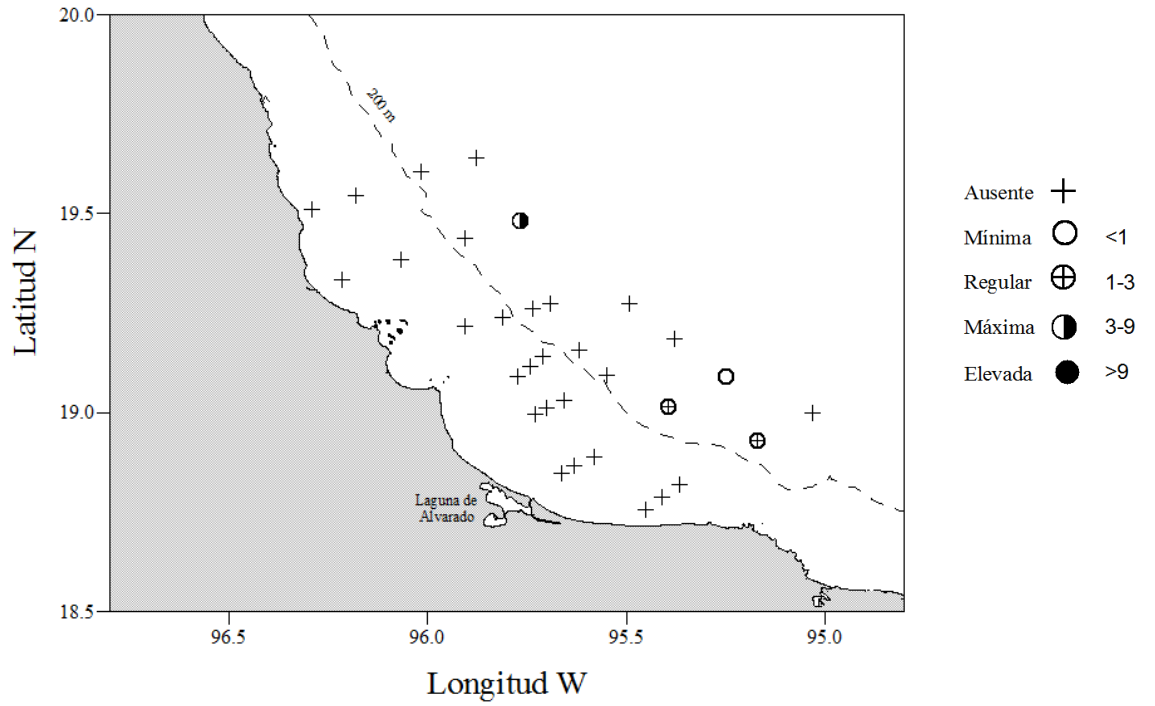 20.0
200 m
19.5
Latitud N
19.0
Laguna de
Alvarado
18.5
96.5 96.0 95.5 95.0
Longitud W
Ausente
Mínima <1
Regular 1-3
Máxima 3-9
Elevada >9